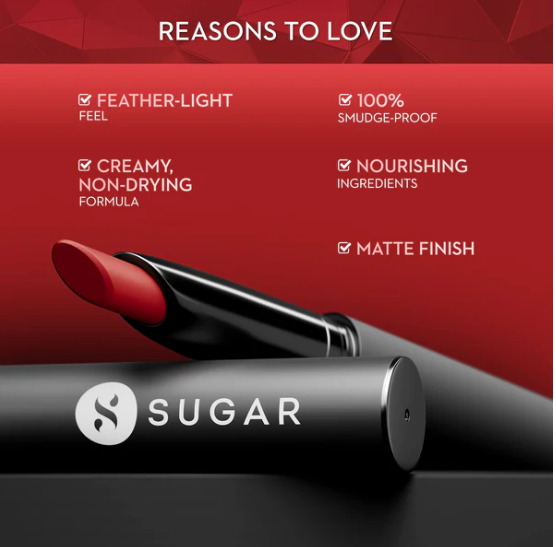 REASONS TO LOVE
FEATHER-LIGHT
FEEL
100%
SMUDGE-PROOF
CREAMY,
NON-DRYING
FORMULA
NOURISHING
INGREDIENTS
MATTE FINISH
SUGAR